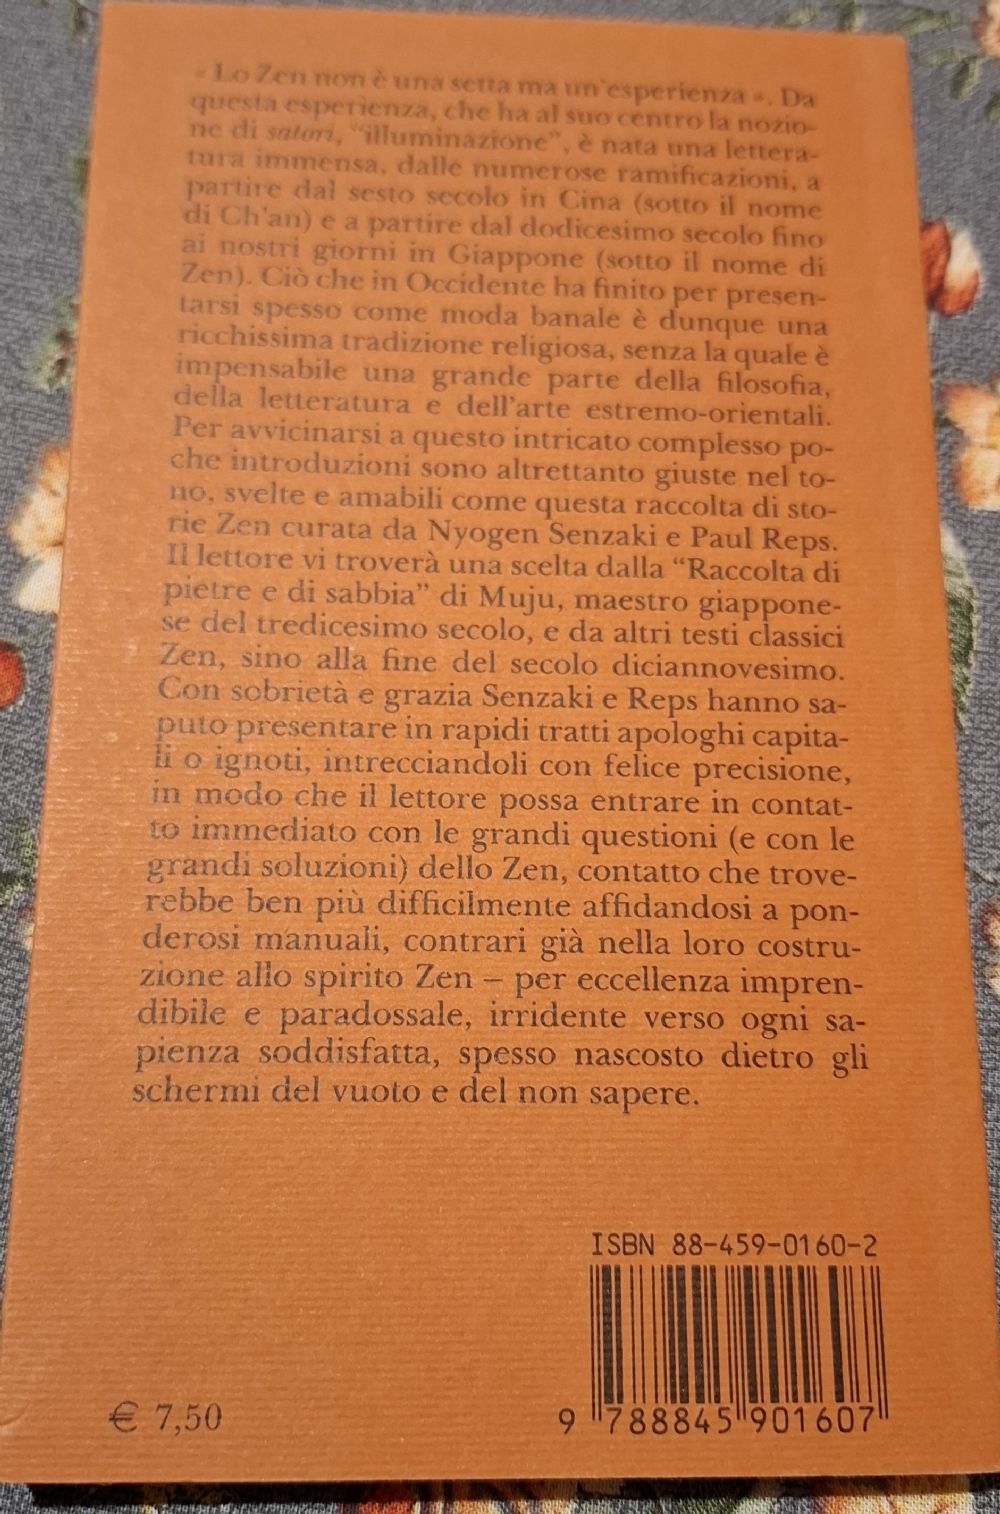 « Lo Zen non è una setta ma un'esperienza ». Da
questa esperienza, che ha al suo centro la nozio-
ne di satori, “illuminazione”, è nata una lettera-
tura immensa, dalle numerose ramificazioni, a
partire dal sesto secolo in Cina (sotto il nome
di Ch'an) e a partire dal dodicesimo secolo fino
ai nostri giorni in Giappone (sotto il nome di
Zen). Ciò che in Occidente ha finito per presen-
tarsi spesso come moda banale è dunque una
ricchissima tradizione religiosa, senza la quale è
impensabile una grande parte della filosofia,
della letteratura e dell'arte estremo-orientali.
Per avvicinarsi a questo intricato complesso po-
che introduzioni sono altrettanto giuste nel to-
no, svelte e amabili come questa raccolta di sto-
rie Zen curata da Nyogen Senzaki e Paul Reps.
Il lettore vi troverà una scelta dalla “Raccolta di
pietre e di sabbia” di Muju, maestro giappone-
se del tredicesimo secolo, e da altri testi classici
Zen, sino alla fine del secolo diciannovesimo.
Con sobrietà e grazia Senzaki e Reps hanno sa-
puto presentare in rapidi tratti apologhi capita-
li o ignoti, intrecciandoli con felice precisione,
in modo che il lettore possa entrare in contat-
to immediato con le grandi questioni (e con le
grandi soluzioni) dello Zen, contatto che trove-
rebbe ben più difficilmente affidandosi a pon-
derosi manuali, contrari già nella loro costru-
zione allo spirito Zen – per eccellenza impren-
dibile e paradossale, irridente verso ogni sa-
pienza soddisfatta, spesso nascosto dietro gli
schermi del vuoto e del non sapere.
ISBN 88-459-0160-2
€ 7,50
9 788845 901607